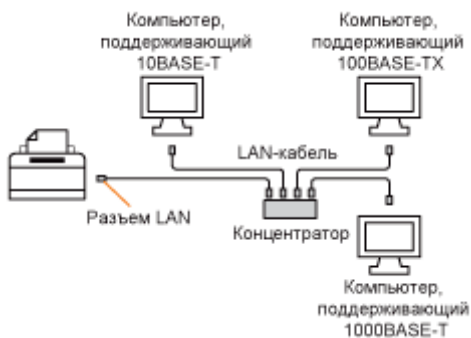 Компьютер,
поддерживающий
10BASE-T
Компьютер,
поддерживающий
100BASE-TX
LAN-кабель
Разъем LAN
Концентратор
Компьютер,
поддерживающий
1000BASE-T